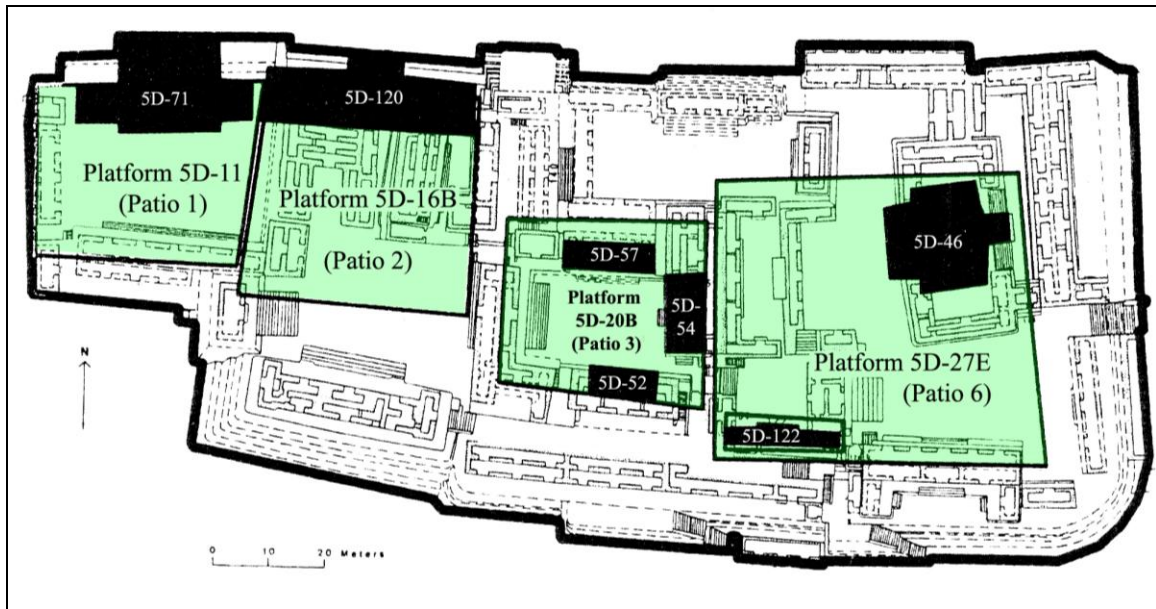 5D-71
5D-120
Platform 5D-11
(Patio 1)
Platform 5D-16B
(Patio 2)
5D-57
Platform
5D-20B
(Patio 3)
5D-
54
5D-52
5D-46
Platform 5D-27E
(Patio 6)
5D-122
N
0 10 20 Meters